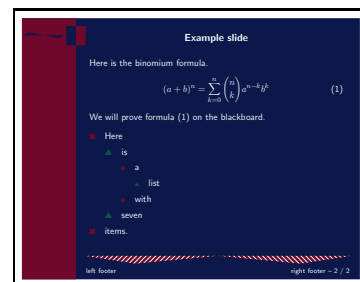 Example slide
Here is the binomium formula.
(a + b)^n = \sum_{k=0}^{n} \binom{n}{k} a^{n-k} b^k (1)
We will prove formula (1) on the blackboard.
Here
is
a
list
with
seven
items.
left footer right footer – 2 / 2